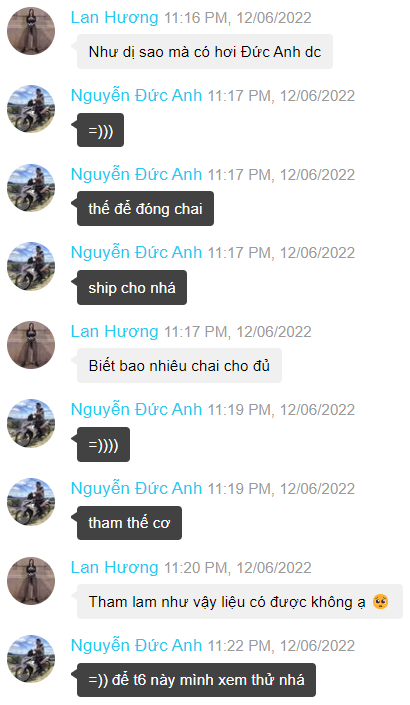 Lan Hương 11:16 PM, 12/06/2022
Như dị sao mà có hơi Đức Anh dc
Nguyễn Đức Anh 11:17 PM, 12/06/2022
=)))
Nguyễn Đức Anh 11:17 PM, 12/06/2022
thế để đóng chai
Nguyễn Đức Anh 11:17 PM, 12/06/2022
ship cho nhá
Lan Hương 11:17 PM, 12/06/2022
Biết bao nhiêu chai cho đủ
Nguyễn Đức Anh 11:19 PM, 12/06/2022
=))))
Nguyễn Đức Anh 11:19 PM, 12/06/2022
tham thế cơ
Lan Hương 11:20 PM, 12/06/2022
Tham lam như vậy liệu có được không ạ 🥺
Nguyễn Đức Anh 11:22 PM, 12/06/2022
=)) để t6 này mình xem thử nhá